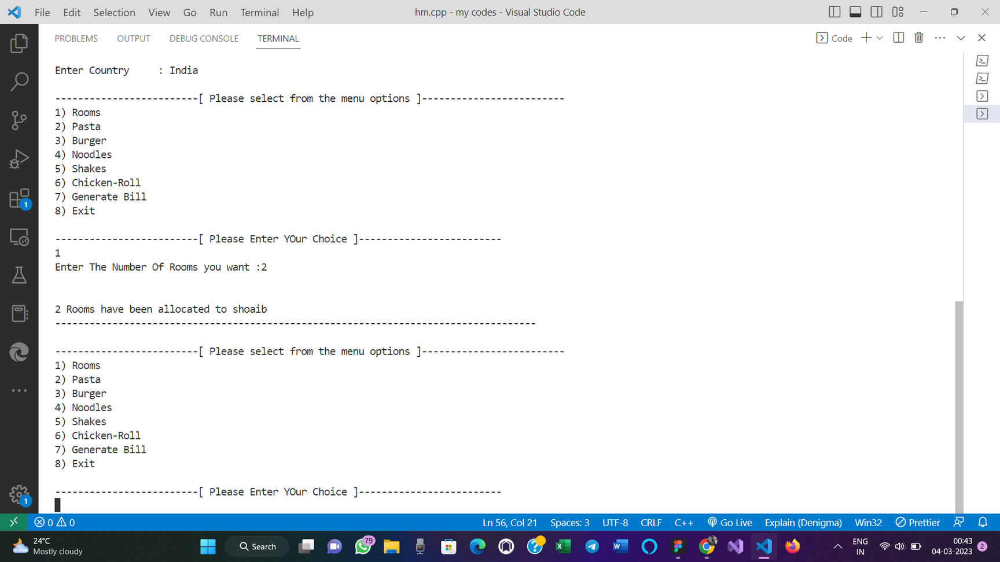 File Edit Selection View Go Run Terminal Help hm.cpp - my codes - Visual Studio Code
PROBLEMS OUTPUT DEBUG CONSOLE TERMINAL Code
Enter Country     : India
-------------------------[ Please select from the menu options ]-------------------------
1) Rooms
2) Pasta
3) Burger
4) Noodles
5) Shakes
6) Chicken-Roll
7) Generate Bill
8) Exit
-------------------------[ Please Enter YOur Choice ]-------------------------
1
Enter The Number Of Rooms you want :2
2 Rooms have been allocated to shoaib
------------------------------------------------------------------------------------
-------------------------[ Please select from the menu options ]-------------------------
1) Rooms
2) Pasta
3) Burger
4) Noodles
5) Shakes
6) Chicken-Roll
7) Generate Bill
8) Exit
-------------------------[ Please Enter YOur Choice ]-------------------------
1
1
0 0 Ln 56, Col 21 Spaces: 3 UTF-8 CRLF C++ Go Live Explain (Denigma) Win32 Prettier
24°C
Mostly cloudy
Search
79
ENG
IN
00:43
04-03-2023
2